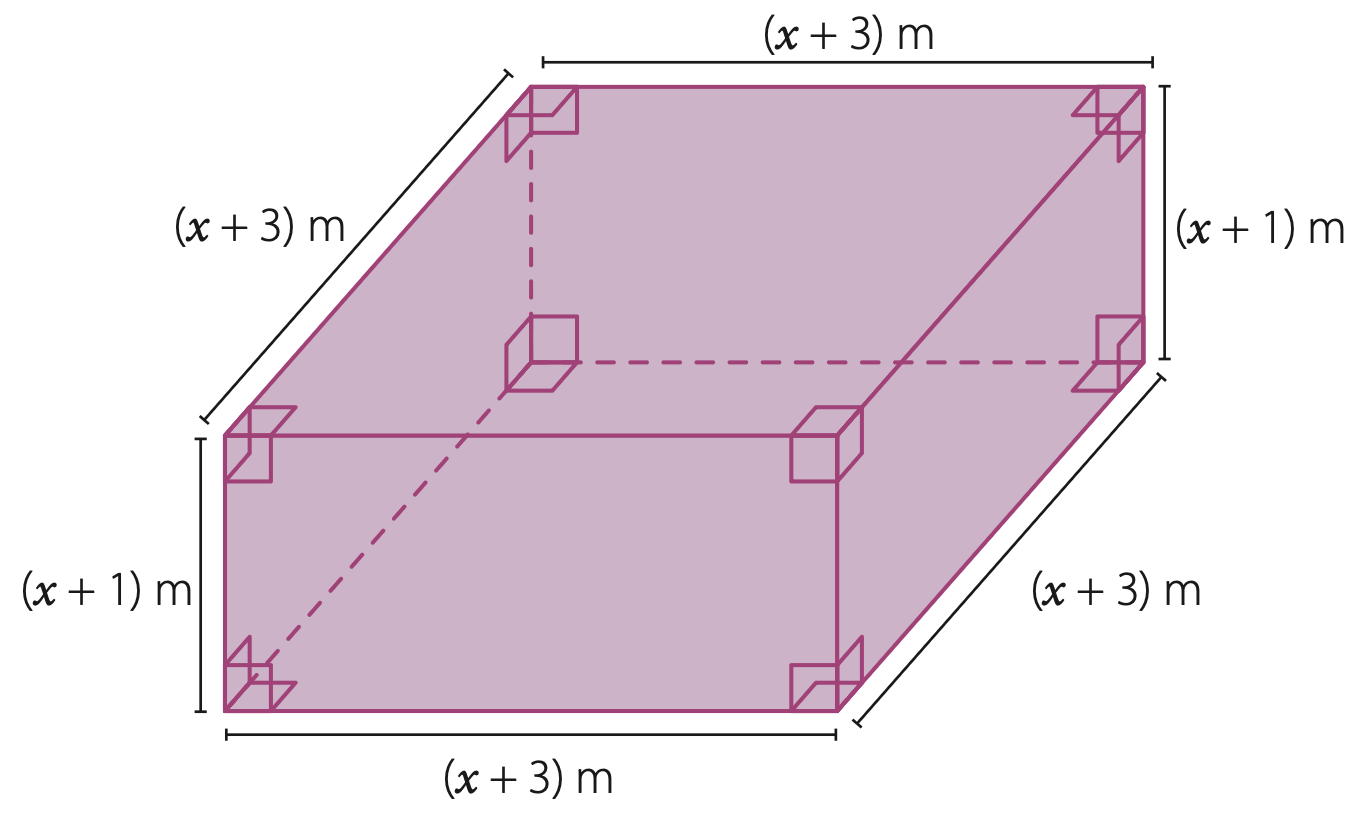 (x + 3) m
(x + 3) m
(x + 1) m
(x + 1) m
(x + 3) m
(x + 3) m